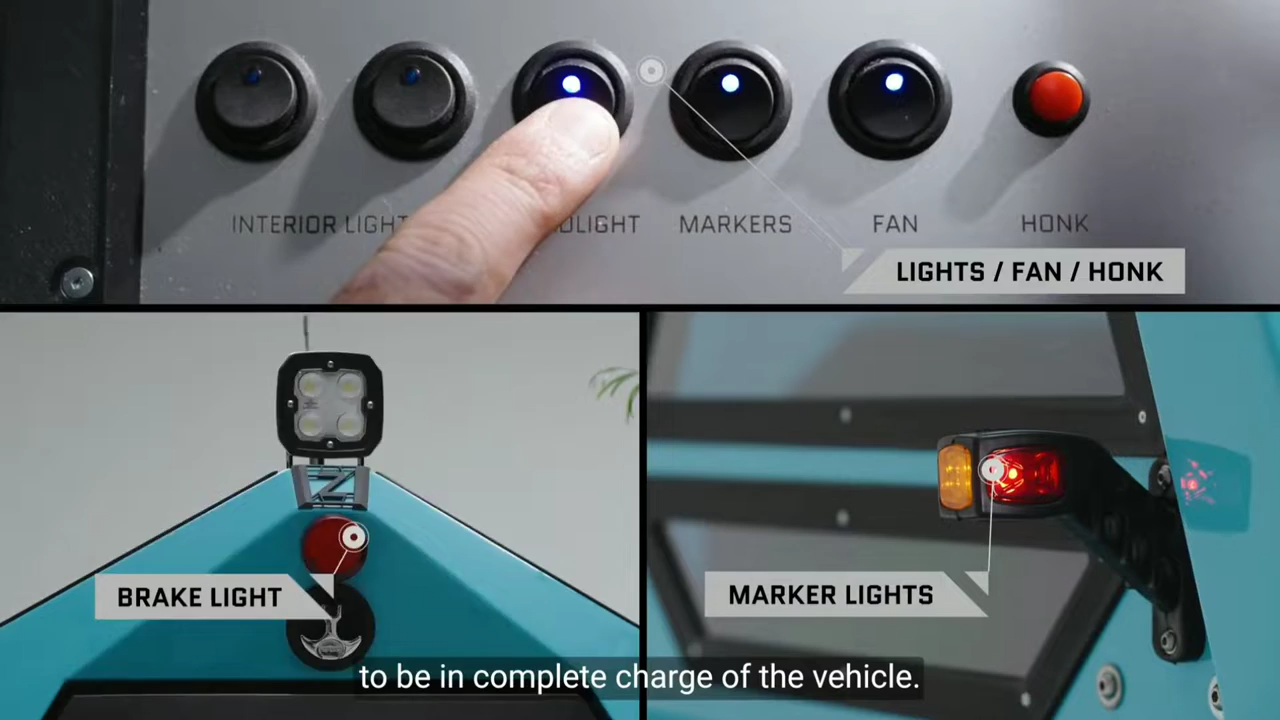 INTERIOR LIGHT
MARKERS
FAN
HONK
LIGHTS / FAN / HONK
BRAKE LIGHT
MARKER LIGHTS
to be in complete charge of the vehicle.